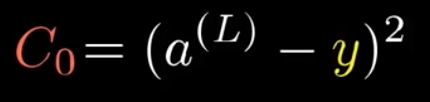 C₀ = (a⁽ᴸ⁾ − y)²